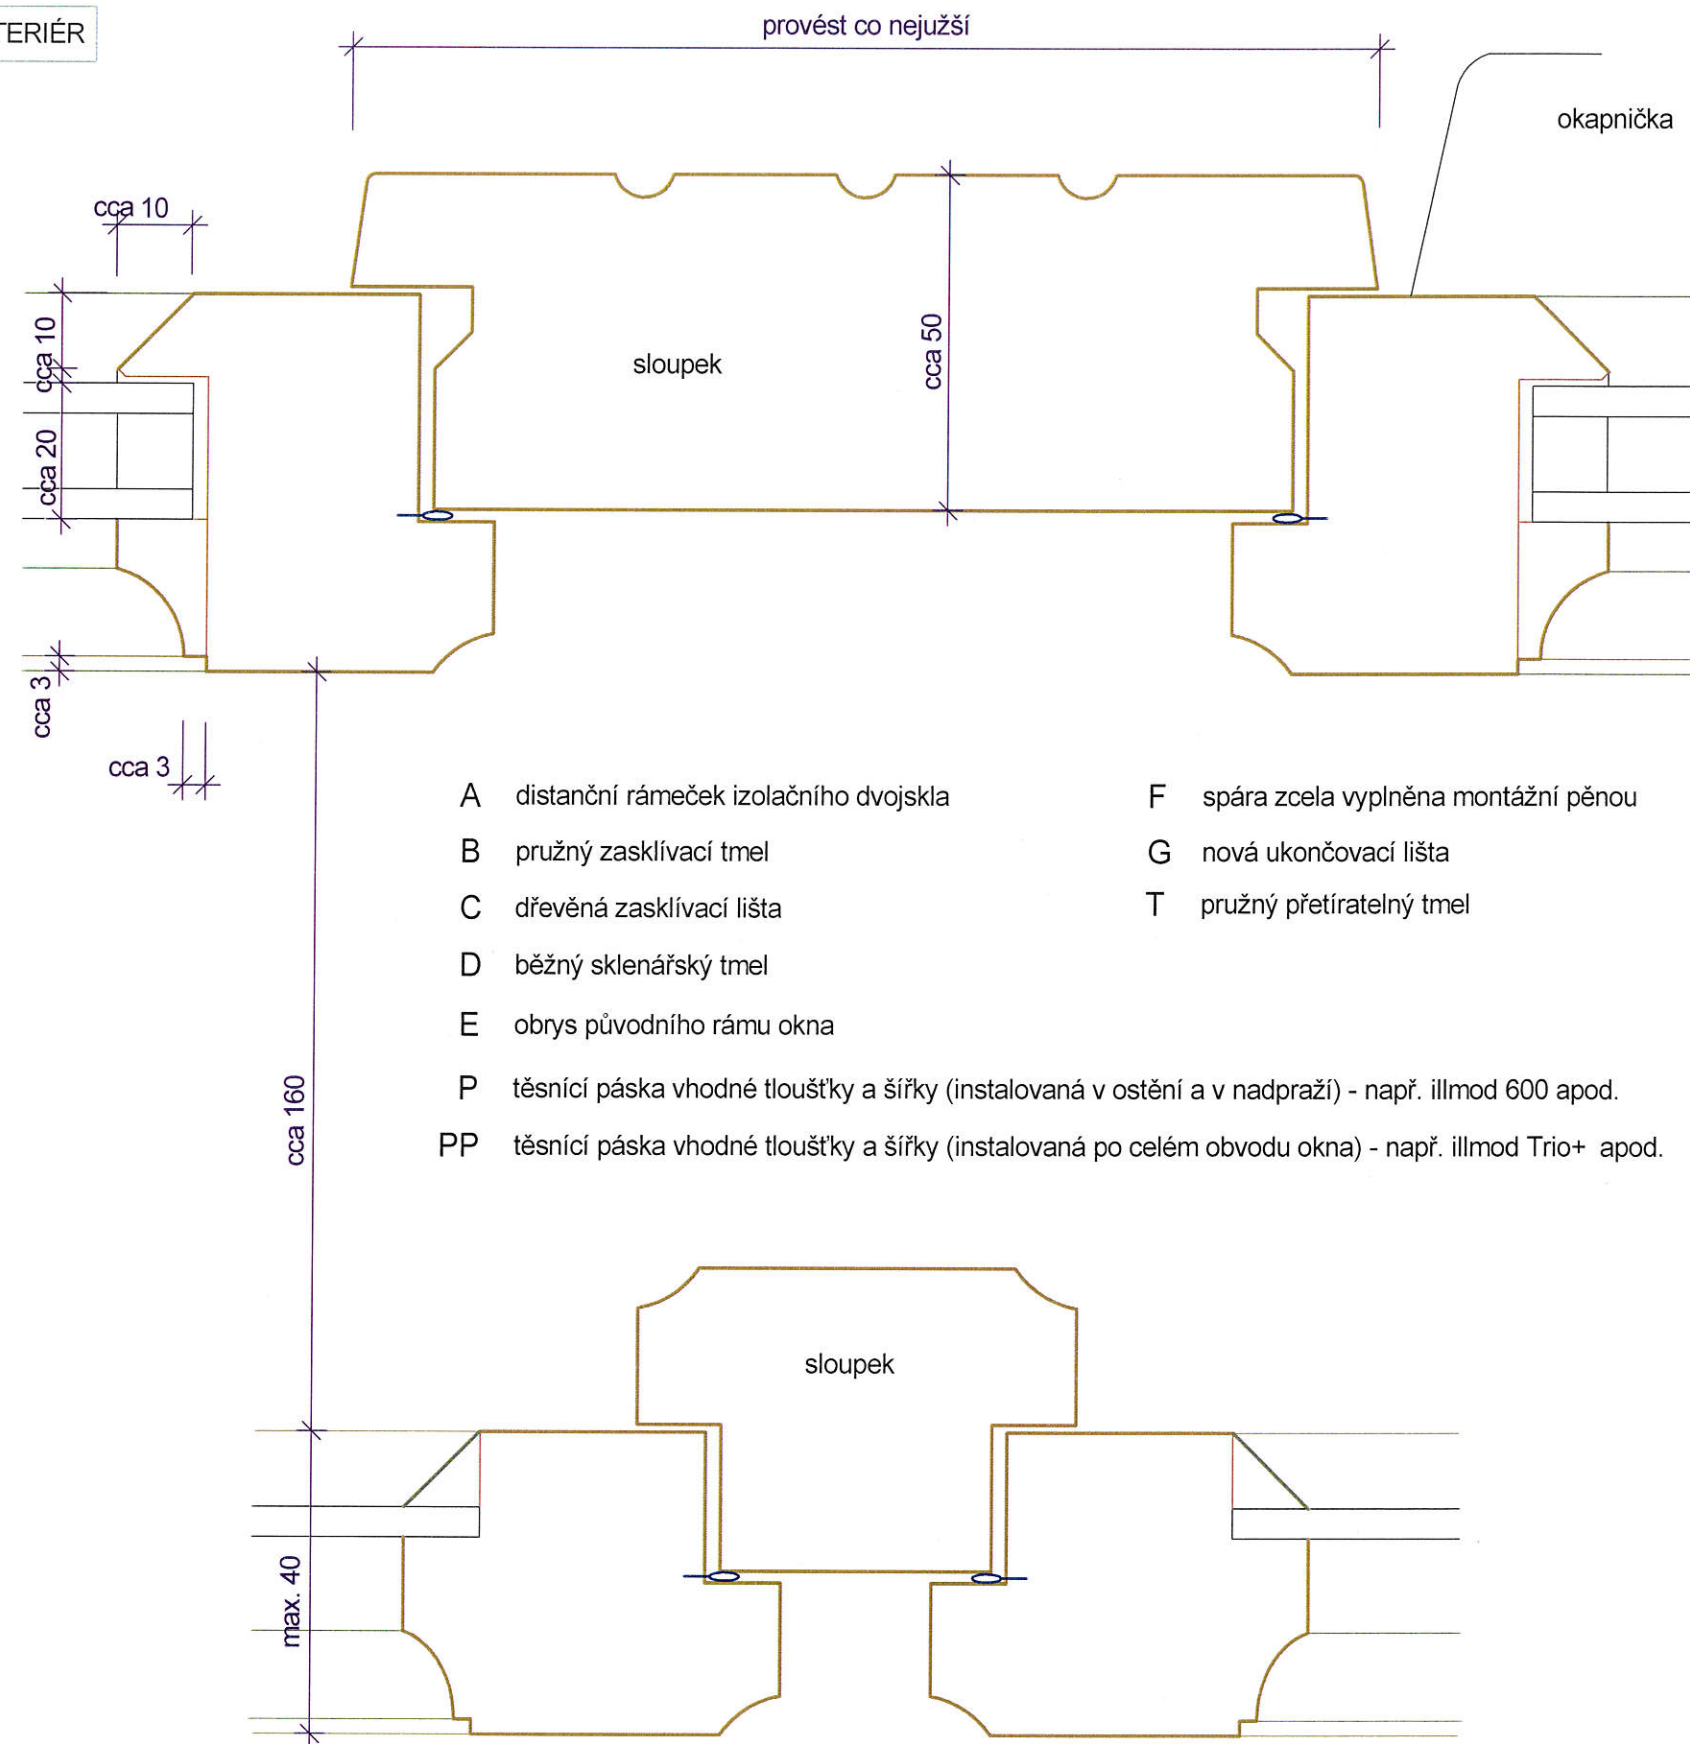 TERIÉR
provést co nejužší
okapnička
cca 10
cca 10
cca 20
cca 3
cca 3
sloupek
cca 50
A distanční rámeček izolačního dvojskla
B pružný zasklívací tmel
C dřevěná zasklívací lišta
D běžný sklenářský tmel
E obrys původního rámu okna
F spára zcela vyplněna montážní pěnou
G nová ukončovací lišta
T pružný přetíratelný tmel
P těsnící páska vhodné tloušťky a šířky (instalovaná v ostění a v nadpraží) - např. illmod 600 apod.
PP těsnící páska vhodné tloušťky a šířky (instalovaná po celém obvodu okna) - např. illmod Trio+ apod.
cca 160
sloupek
max. 40